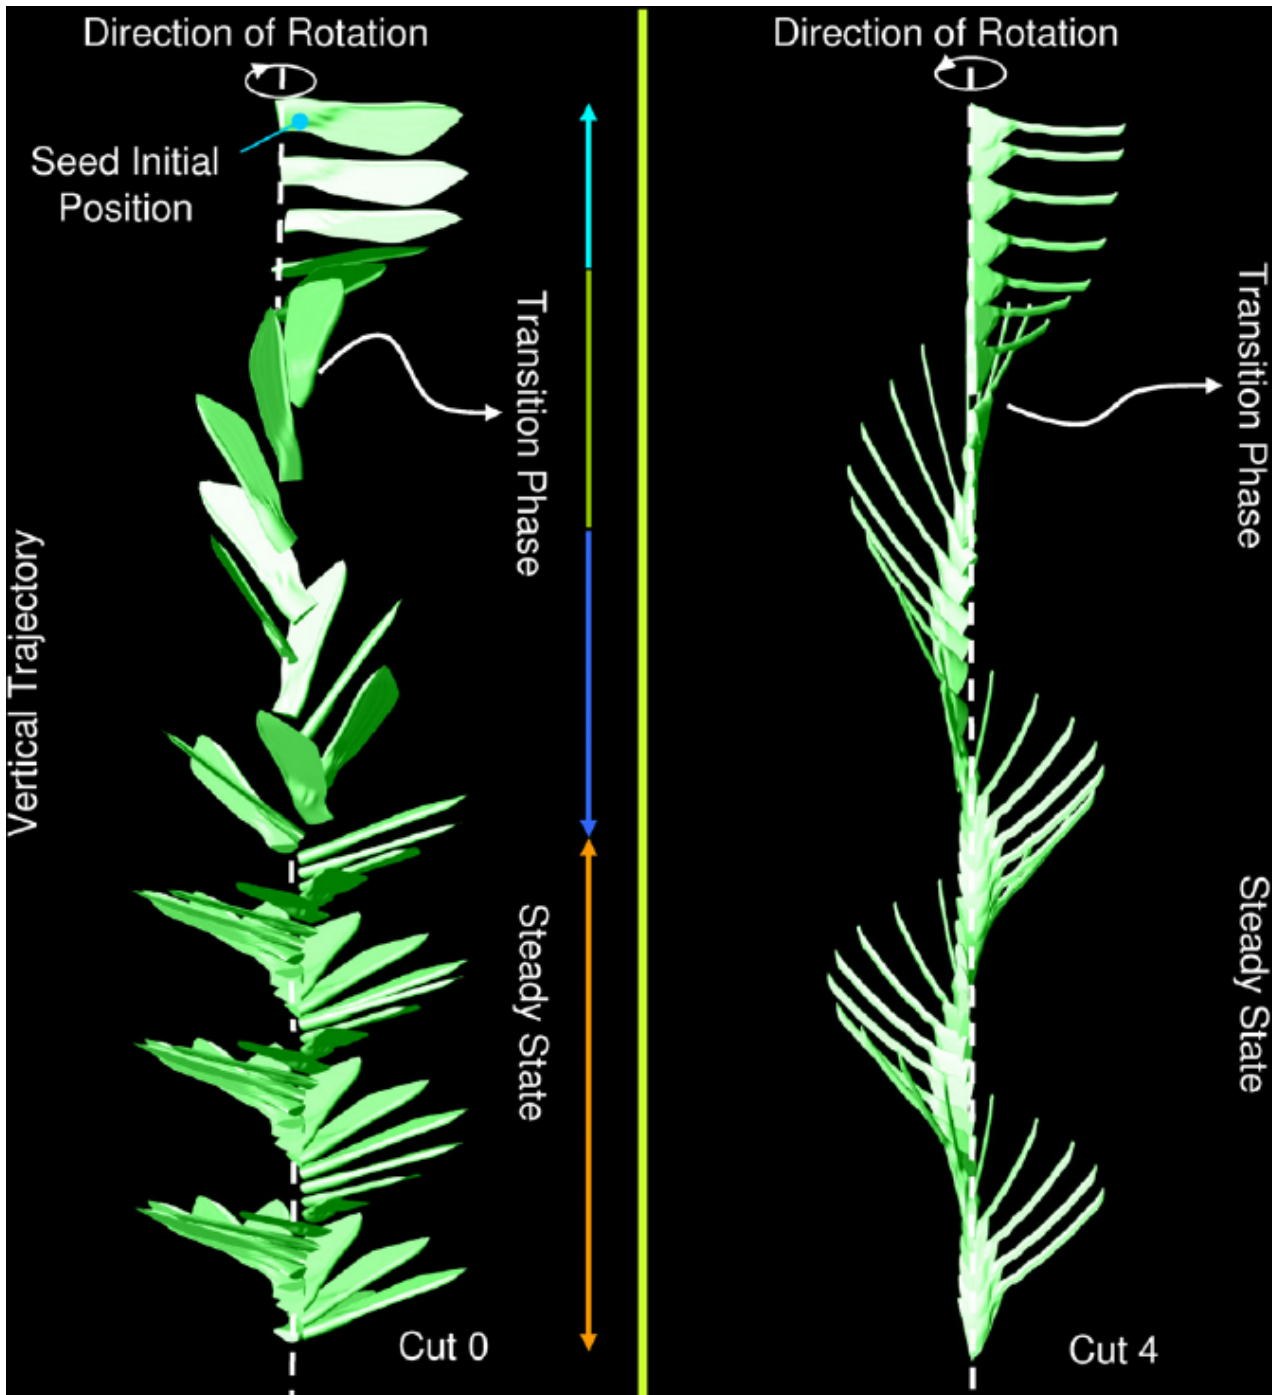 Direction of Rotation
Seed Initial
Position
Transition Phase
Vertical Trajectory
Steady State
Cut 0
Direction of Rotation
Transition Phase
Steady State
Cut 4